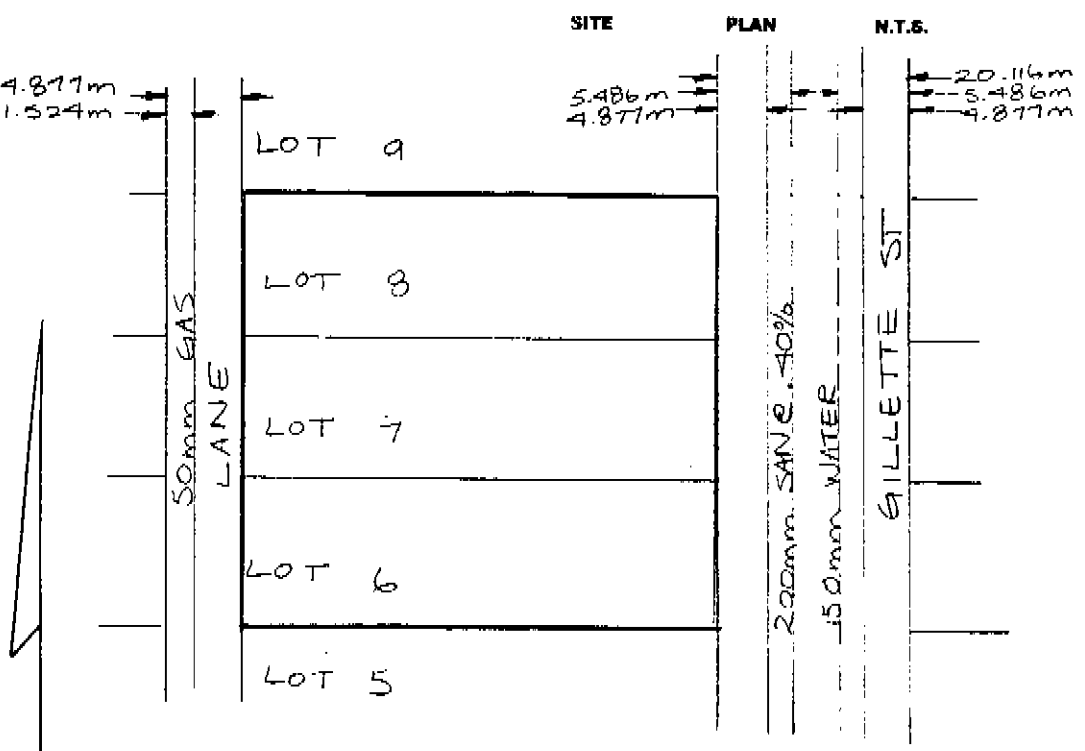 SITE PLAN N.T.S.
4.877m
1.524m
5.486m
4.877m
20.116m
5.486m
4.877m
LOT 9
LOT 8
LOT 7
LOT 6
LOT 5
50mm GAS
LANE
200mm SAN @ .40%
150mm WATER
GILLETTE ST